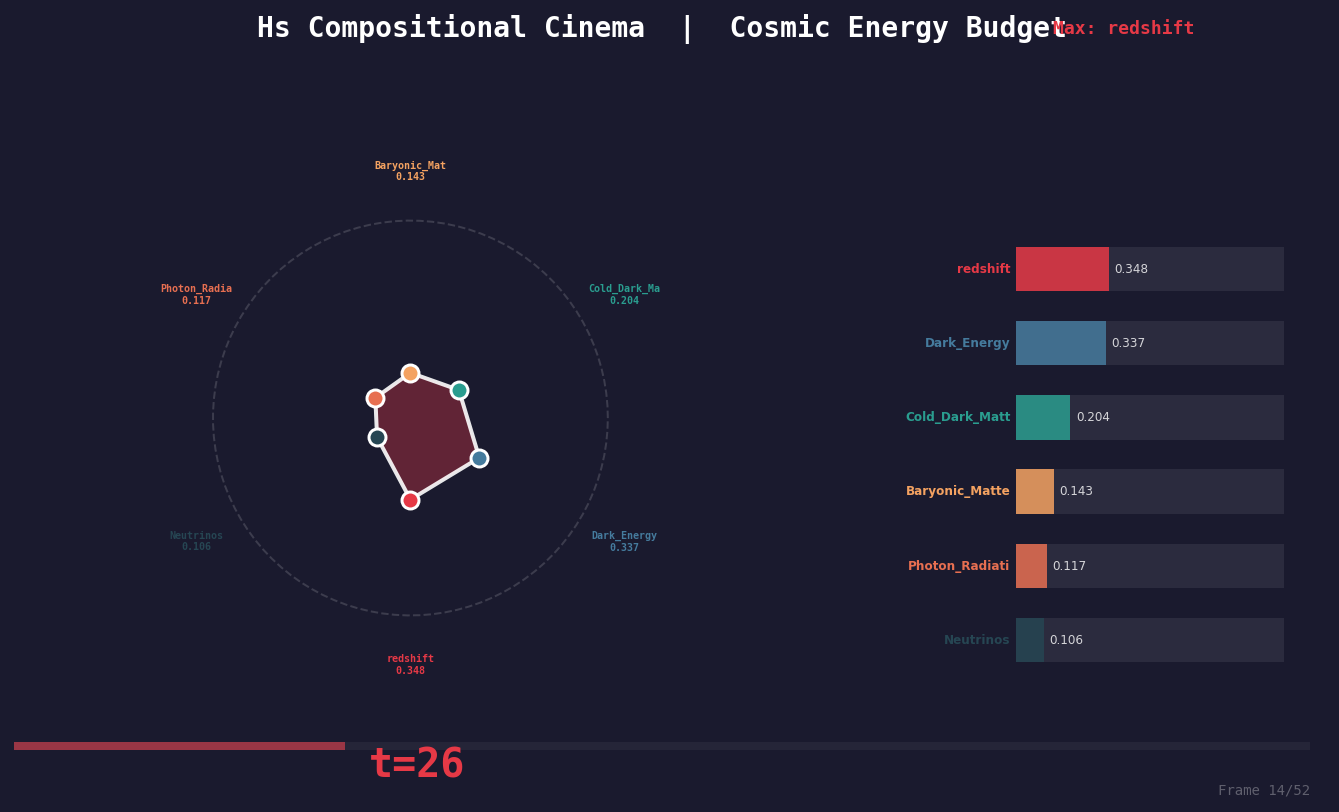 Hs Compositional Cinema | Cosmic Energy Budget
Max: redshift
Baryonic_Mat
0.143
Photon_Radia
0.117
Cold_Dark_Ma
0.204
Neutrinos
0.106
Dark_Energy
0.337
redshift
0.348
redshift 0.348
Dark_Energy 0.337
Cold_Dark_Matt 0.204
Baryonic_Matte 0.143
Photon_Radiati 0.117
Neutrinos 0.106
t=26
Frame 14/52